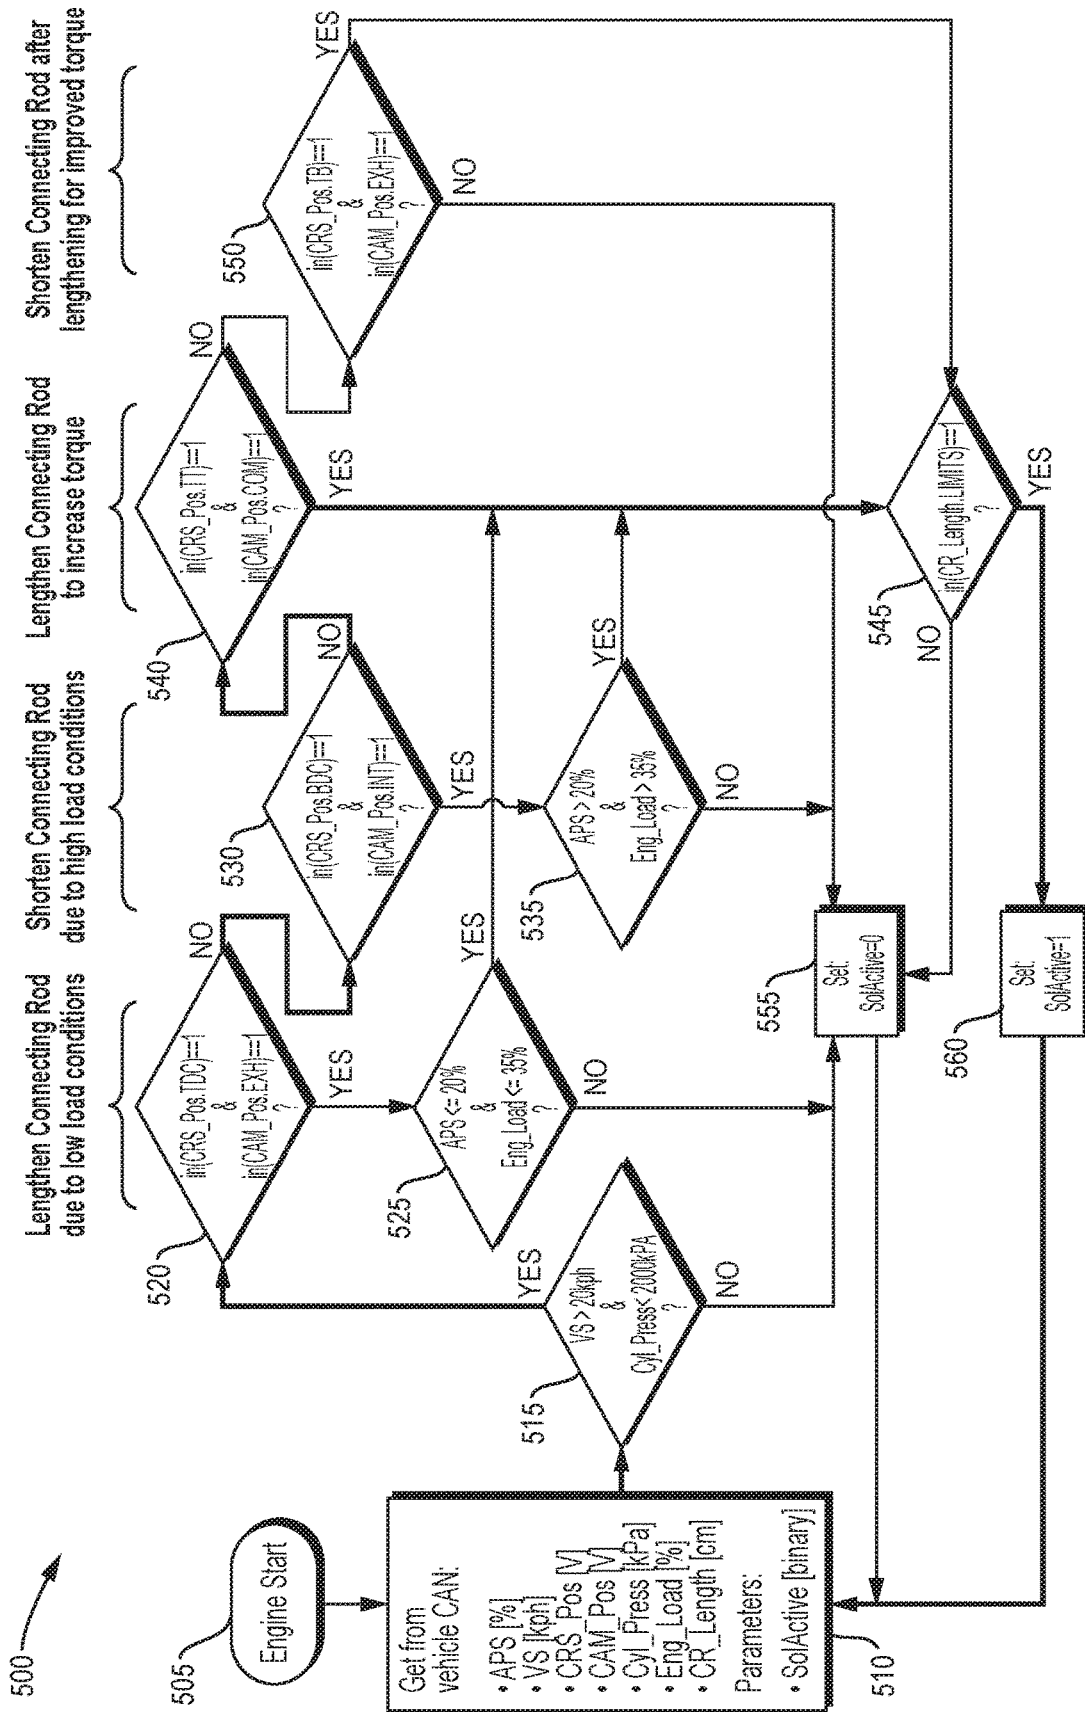 500
505
Engine Start
Get from
vehicle CAN:
• APS [%]
• VS [kph]
• CRS_Pos [V]
• CAM_Pos [V]
• Cyl_Press [kPa]
• Eng_Load [%]
• CR_Length [cm]
Parameters:
• SolActive [binary]
510
515
VS > 20kph
&
Cyl_Press< 2000kPA
?
YES
NO
Lengthen Connecting Rod
due to low load conditions
520
in(CRS_Pos.TDC)==1
&
in(CAM_Pos.EXH)==1
?
NO
YES
525
APS <= 20%
&
Eng_Load <= 35%
?
YES
NO
Shorten Connecting Rod
due to high load conditions
530
in(CRS_Pos.BDC)==1
&
in(CAM_Pos.INT)==1
?
NO
YES
535
APS > 20%
&
Eng_Load > 35%
?
YES
NO
Lengthen Connecting Rod
to increase torque
540
in(CRS_Pos.TT)==1
&
in(CAM_Pos.COM)==1
?
NO
YES
Shorten Connecting Rod after
lengthening for improved torque
550
in(CRS_Pos.TB)==1
&
in(CAM_Pos.EXH)==1
?
YES
NO
545
in(CR_Length.LIMITS)==1
?
NO
YES
555
Set:
SolActive=0
560
Set:
SolActive=1